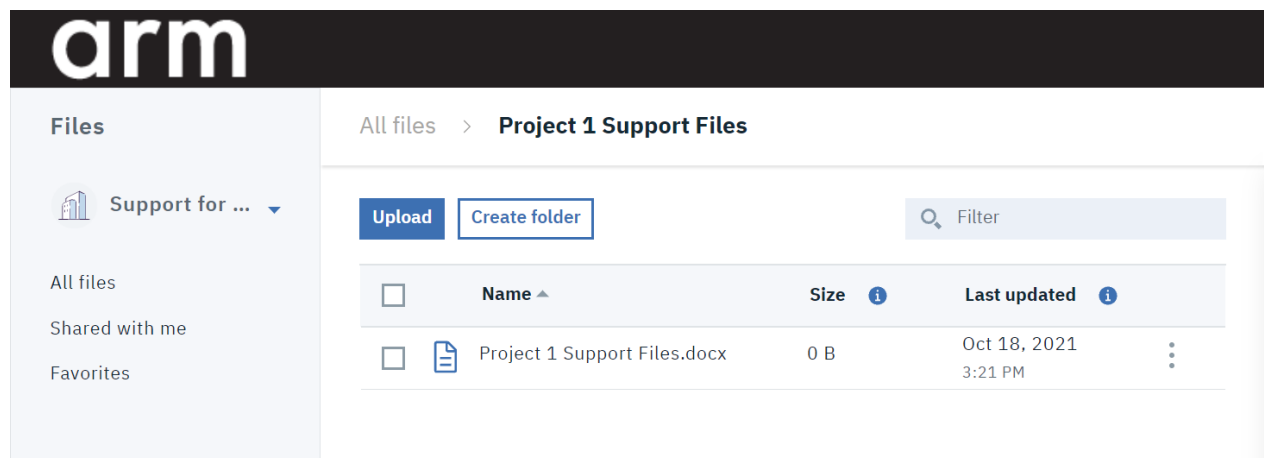 arm
Files
All files > Project 1 Support Files
Support for ...
Upload
Create folder
Filter
Name
Size
Last updated
All files
Shared with me
Favorites
Project 1 Support Files.docx
0 B
Oct 18, 2021
3:21 PM